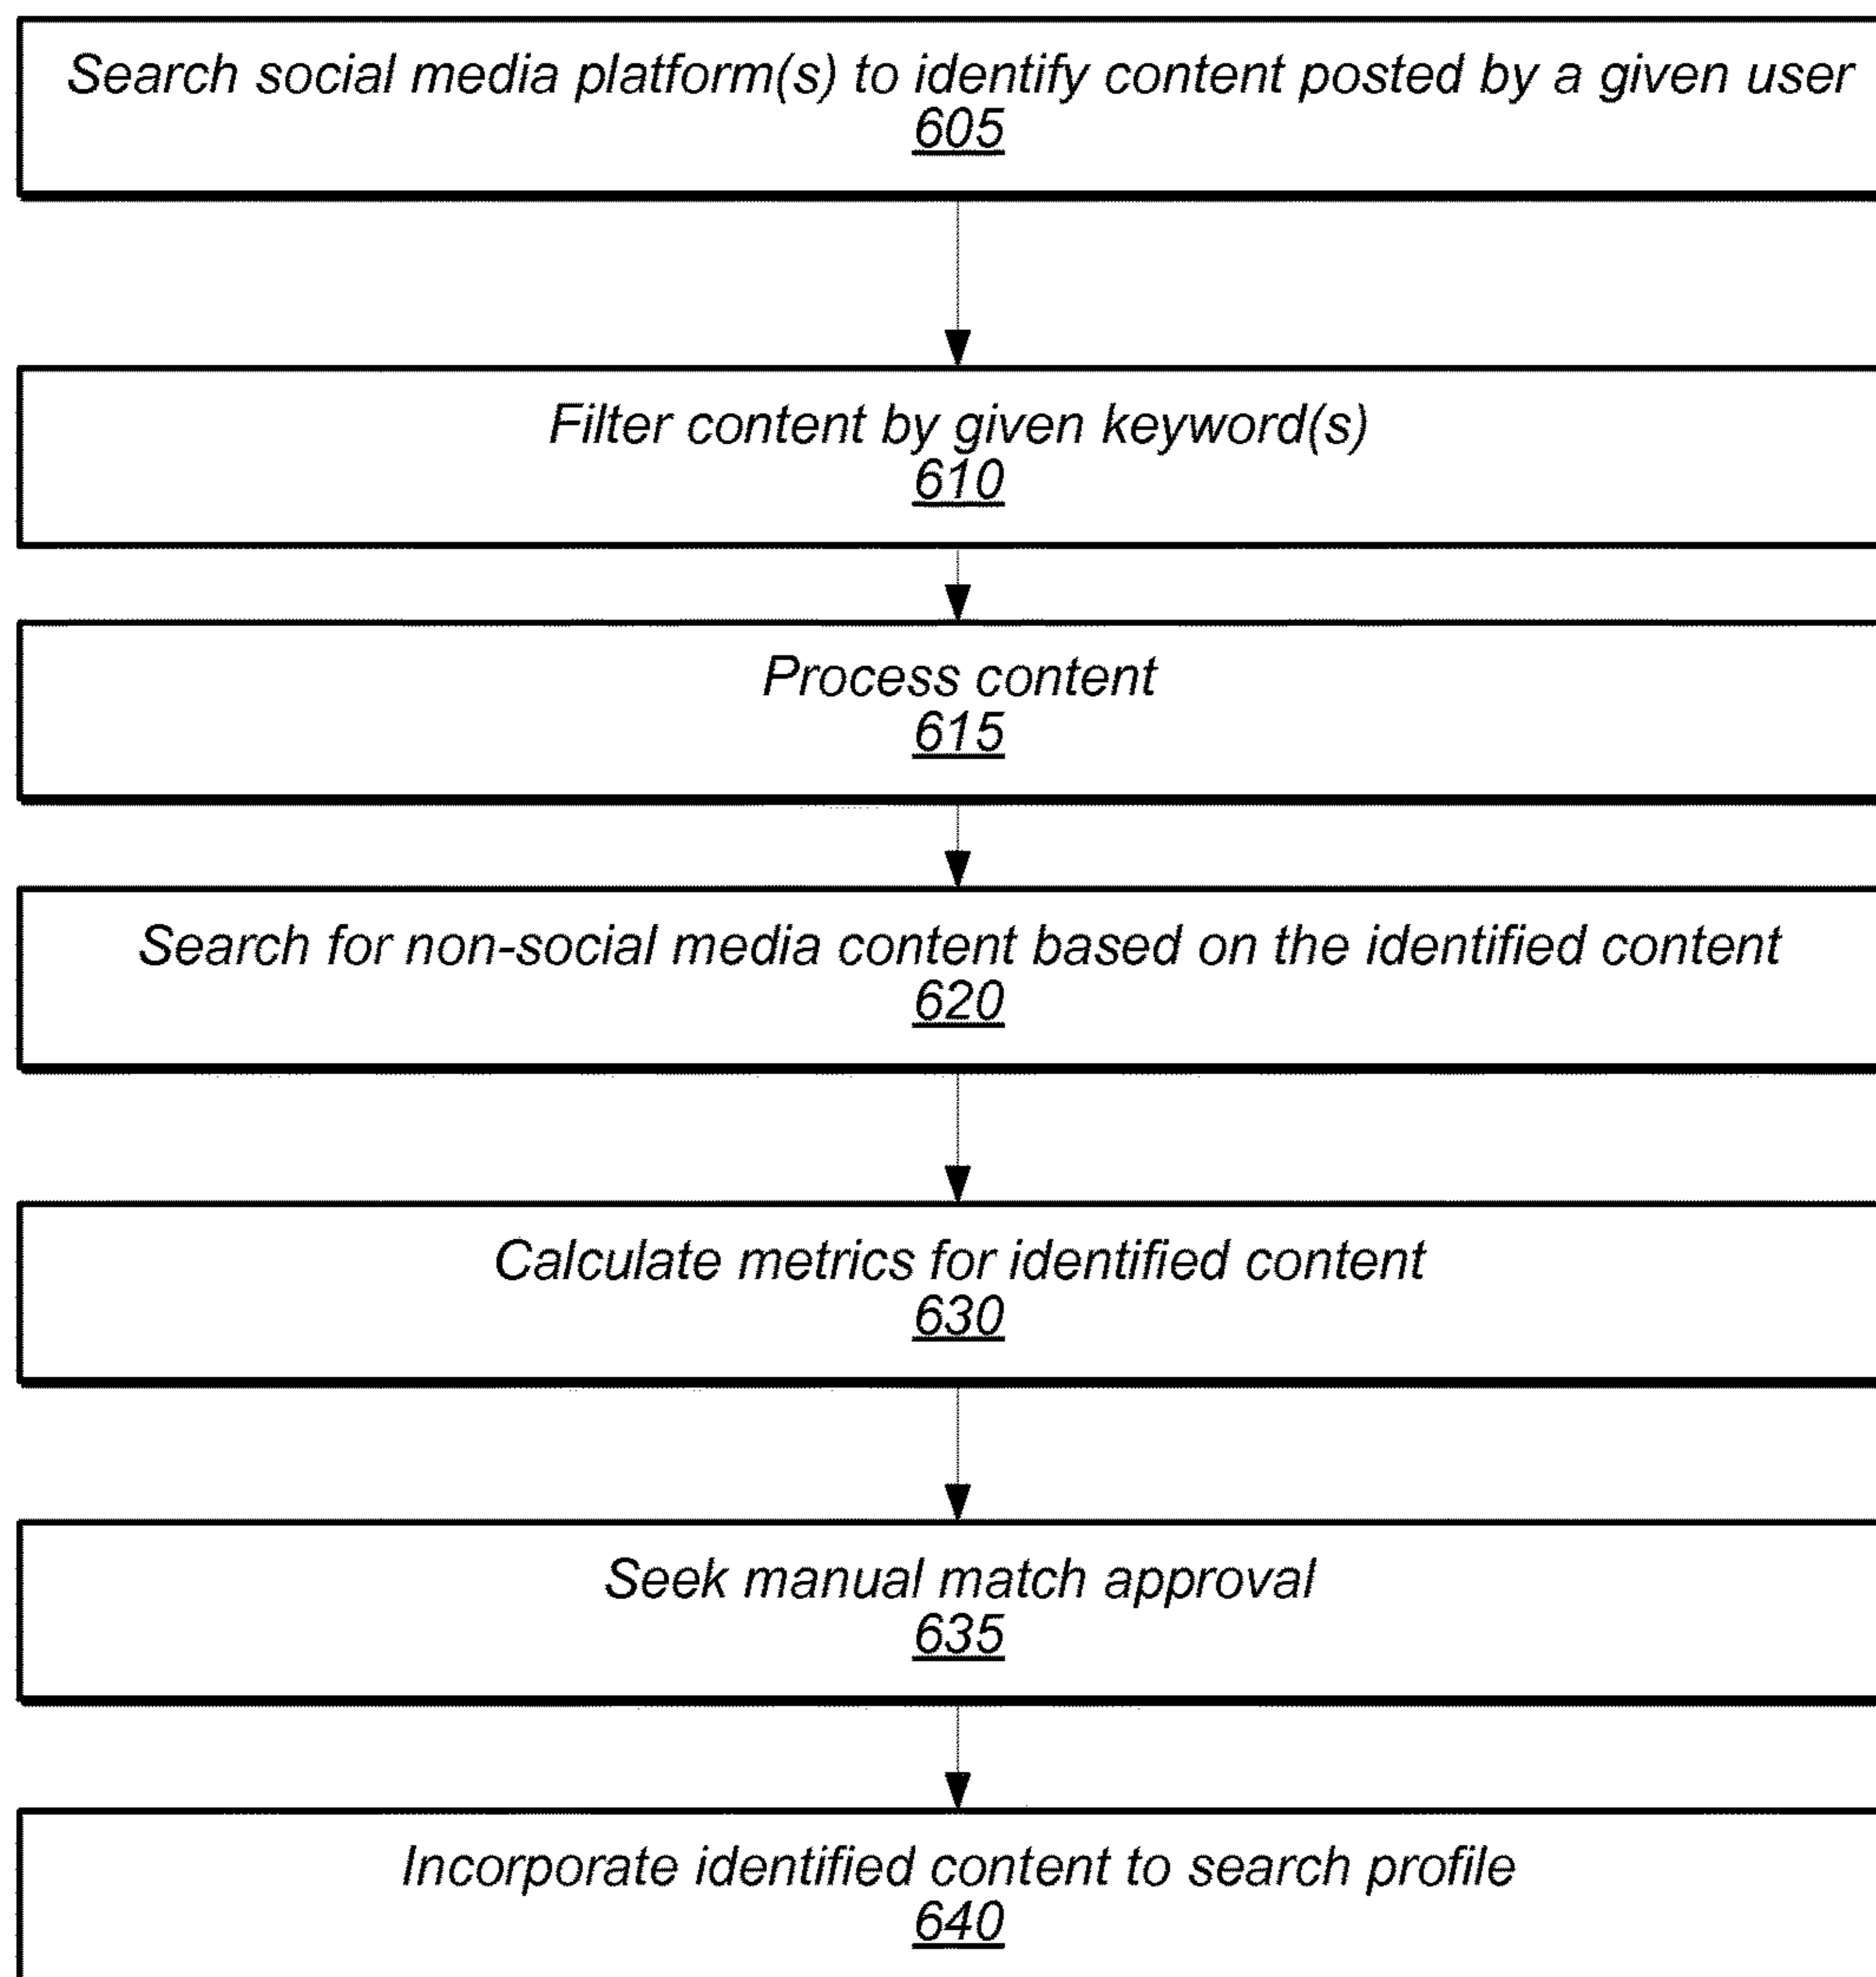 Search social media platform(s) to identify content posted by a given user
605
Filter content by given keyword(s)
610
Process content
615
Search for non-social media content based on the identified content
620
Calculate metrics for identified content
630
Seek manual match approval
635
Incorporate identified content to search profile
640